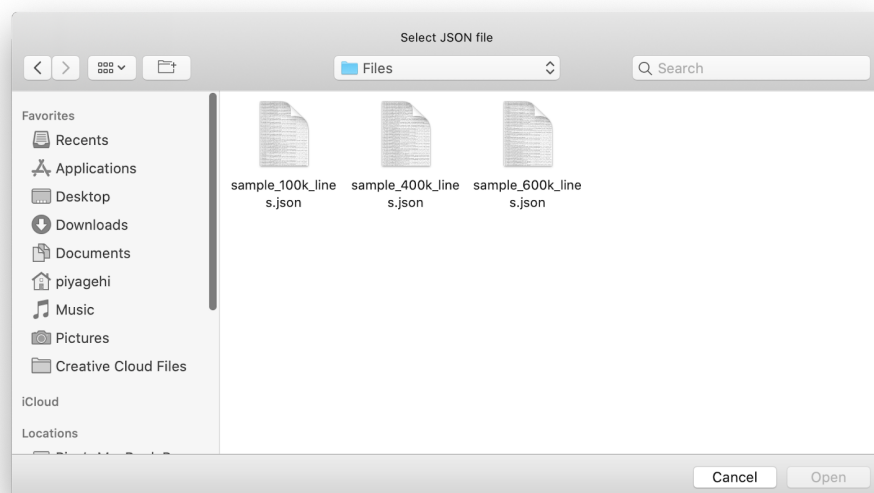 Select JSON file
Files
Search
Favorites
Recents
Applications
Desktop
Downloads
Documents
piyagehi
Music
Pictures
Creative Cloud Files
iCloud
Locations
sample_100k_line
s.json
sample_400k_line
s.json
sample_600k_line
s.json
Cancel
Open